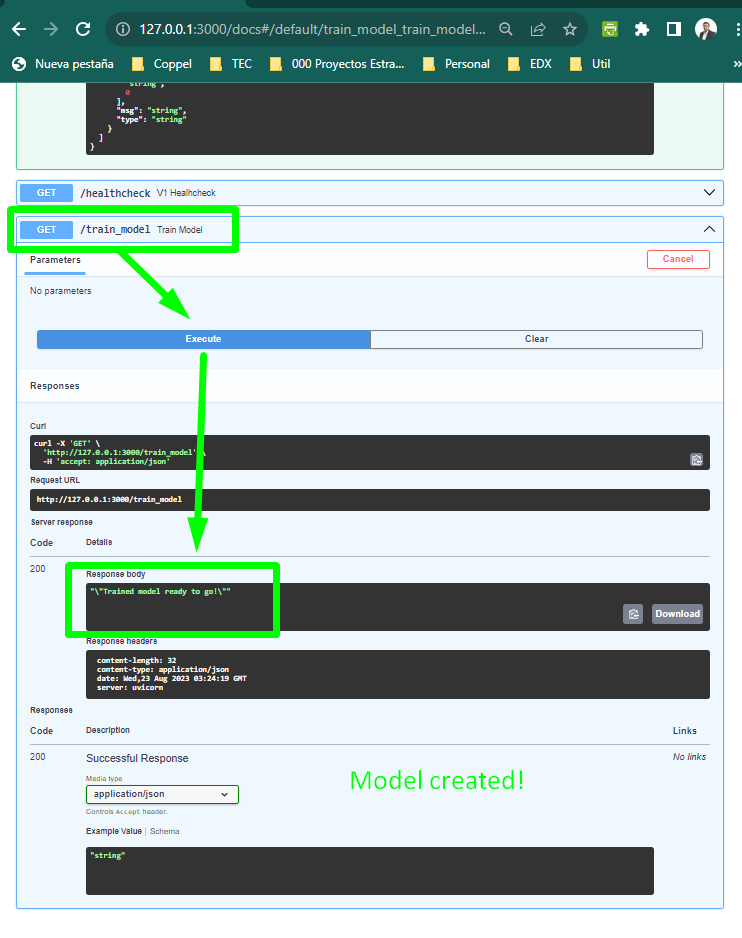 127.0.0.1:3000/docs#/default/train_model_train_model...
Nueva pestaña
Coppel
TEC
000 Proyectos Estra...
Personal
EDX
Util
"string",
0
],
"msg": "string",
"type": "string"
}
]
}
GET /healthcheck V1 Healhcheck
GET /train_model Train Model
Parameters
Cancel
No parameters
Execute
Clear
Responses
Curl
curl -X 'GET' \
'http://127.0.0.1:3000/train_model' \
-H 'accept: application/json'
Request URL
http://127.0.0.1:3000/train_model
Server response
Code Details
200
Response body
"\"Trained model ready to go!\""
Download
Response headers
content-length: 32
content-type: application/json
date: Wed,23 Aug 2023 03:24:19 GMT
server: uvicorn
Responses
Code Description Links
200 Successful Response No links
Model created!
Media type
application/json
Controls Accept header.
Example Value | Schema
"string"